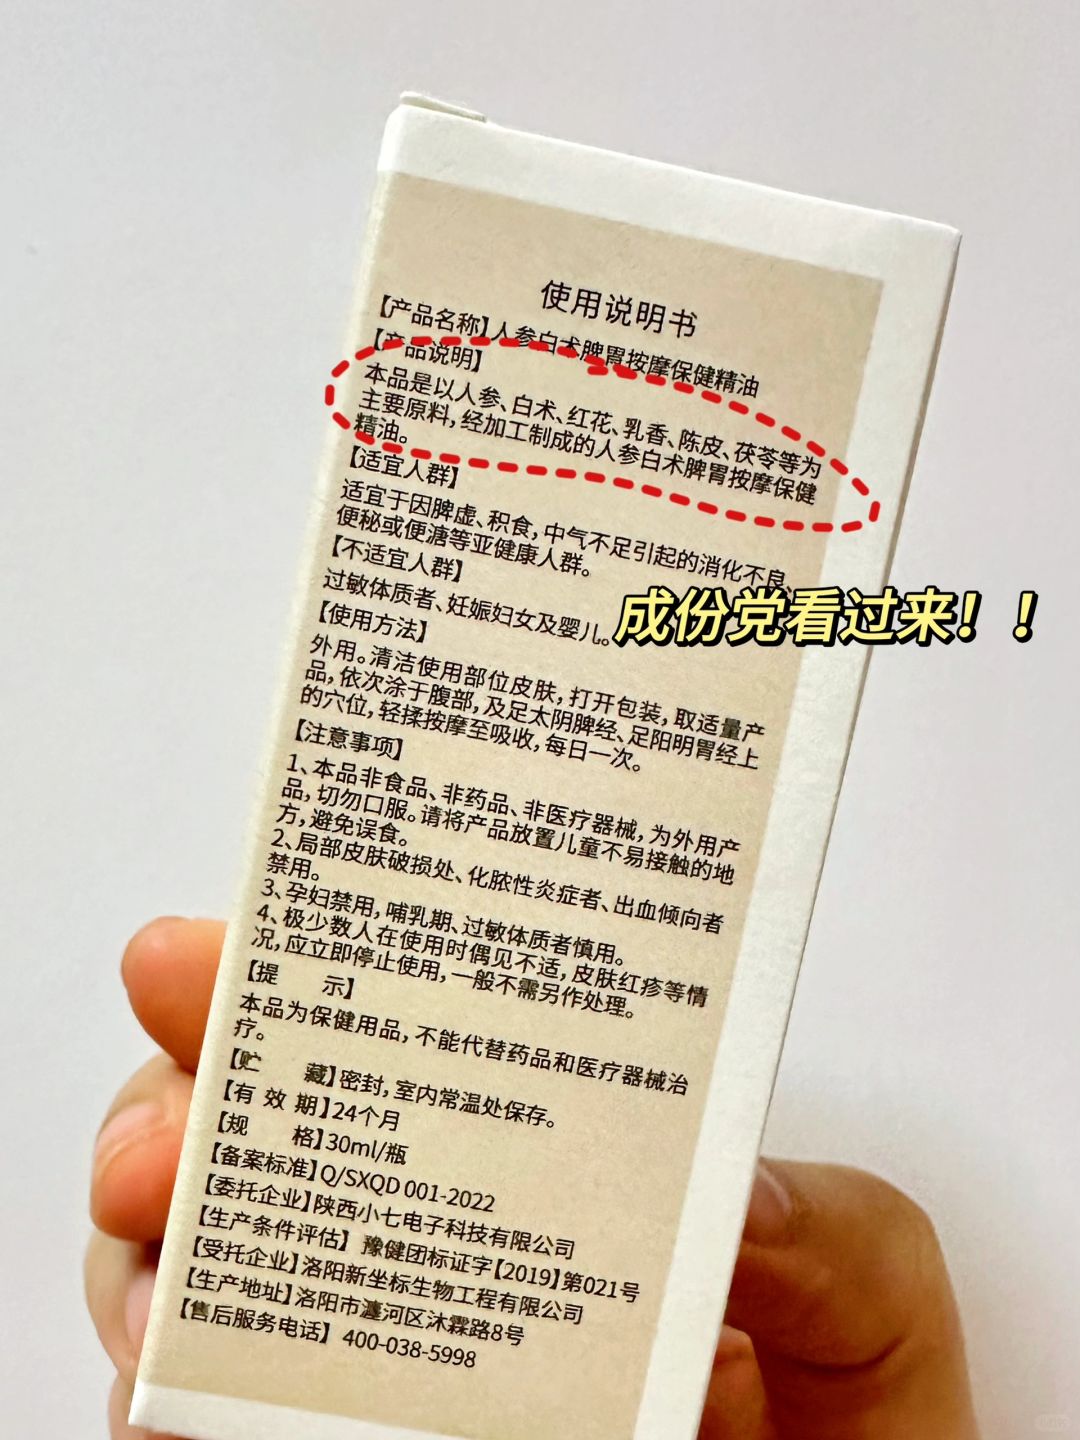 使用说明书
【产品名称】人参白术脾胃按摩保健精油
【产品说明】
本品是以人参、白术、红花、乳香、陈皮、茯苓等为
主要原料,经加工制成的人参白术脾胃按摩保健
精油。
【适宜人群】
适宜于因脾虚、积食,中气不足引起的消化不良、
便秘或便溏等亚健康人群。
【不适宜人群】
过敏体质者、妊娠妇女及婴儿。
成份党看过来!!
【使用方法】
外用。清洁使用部位皮肤,打开包装,取适量产
品,依次涂于腹部,及足太阴脾经、足阳明胃经上
的穴位,轻揉按摩至吸收,每日一次。
【注意事项】
1、本品非食品、非药品、非医疗器械,为外用产
品,切勿口服。请将产品放置儿童不易接触的地
方,避免误食。
2、局部皮肤破损处、化脓性炎症者、出血倾向者
禁用。
3、孕妇禁用,哺乳期、过敏体质者慎用。
4、极少数人在使用时偶见不适,皮肤红疹等情
况,应立即停止使用,一般不需另作处理。
【提 示】
本品为保健用品,不能代替药品和医疗器械治
疗。
【贮 藏】密封,室内常温处保存。
【有 效 期】24个月
【规 格】30ml/瓶
【备案标准】Q/SXQD 001-2022
【委托企业】陕西小七电子科技有限公司
【生产条件评估】豫健团标证字【2019】第021号
【受托企业】洛阳新坐标生物工程有限公司
【生产地址】洛阳市瀍河区沐霖路8号
【售后服务电话】400-038-5998